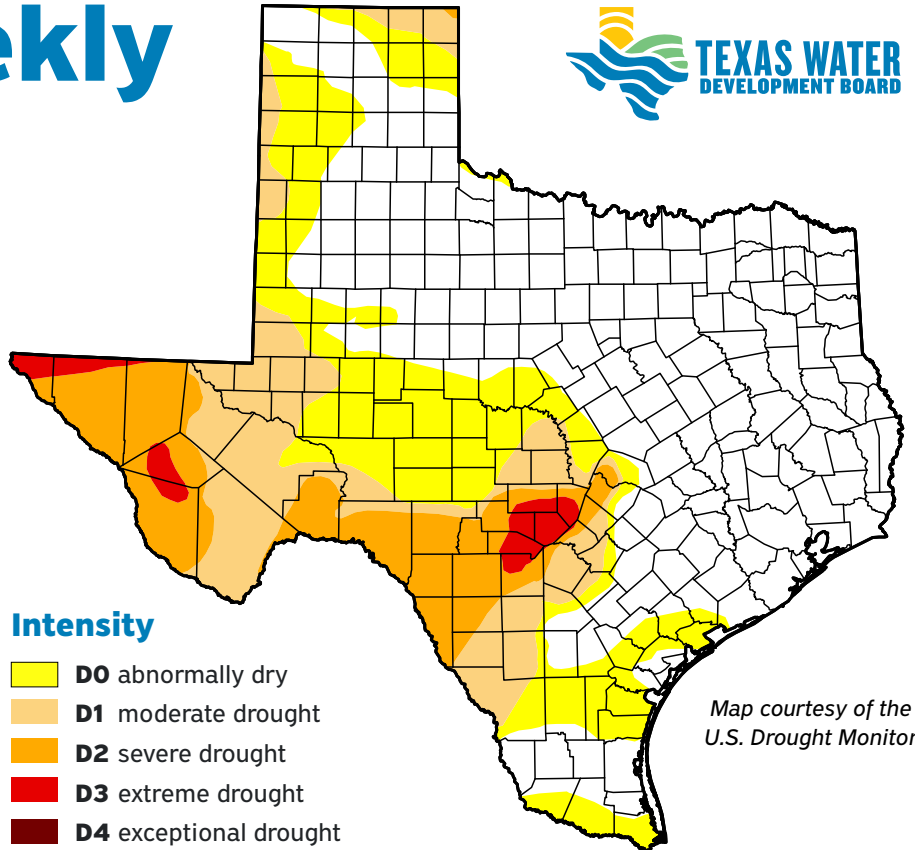 ekly
TEXAS WATER
DEVELOPMENT BOARD
Intensity
D0 abnormally dry
D1 moderate drought
D2 severe drought
D3 extreme drought
D4 exceptional drought
Map courtesy of the
U.S. Drought Monitor